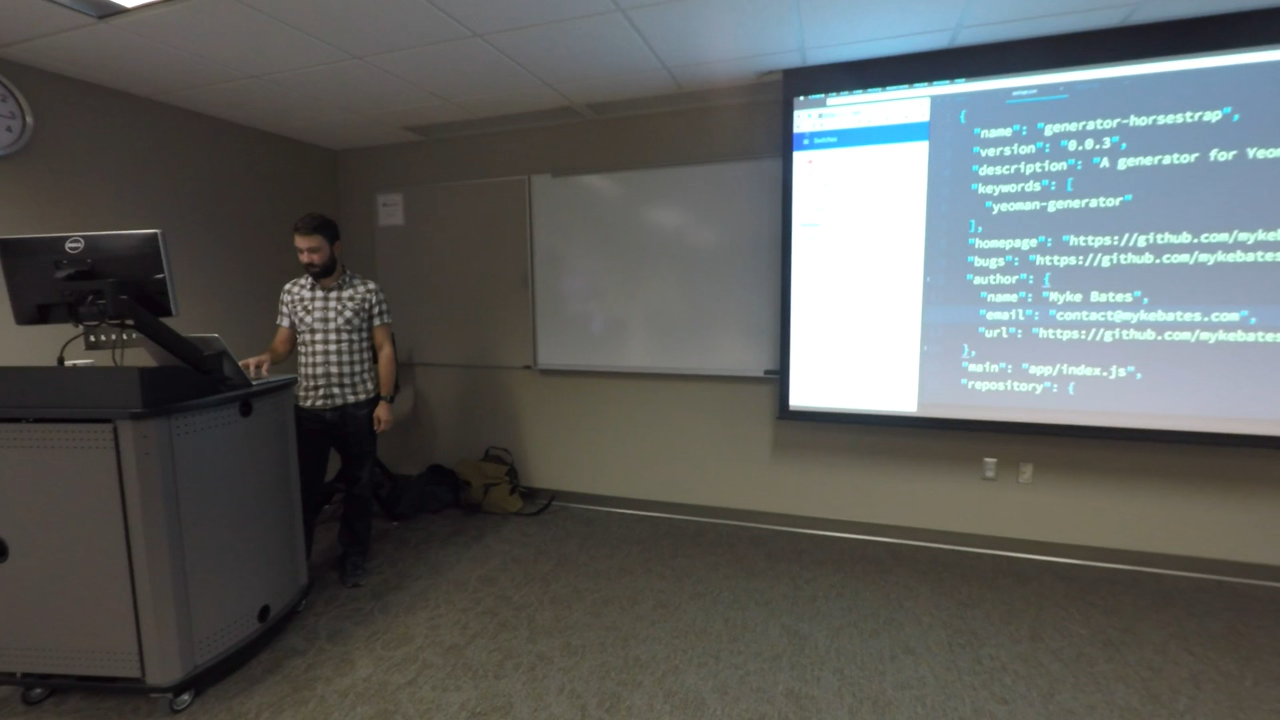 DELL
4
{
"name": "generator-horsestrap",
"version": "0.0.3",
"description": "A generator for Yeo
"keywords": [
"yeoman-generator"
],
"homepage": "https://github.com/myke
"bugs": "https://github.com/mykebates
"author": {
"name": "Myke Bates",
"email": "contact@mykebates.com",
"url": "https://github.com/mykebates
},
"main": "app/index.js",
"repository": {